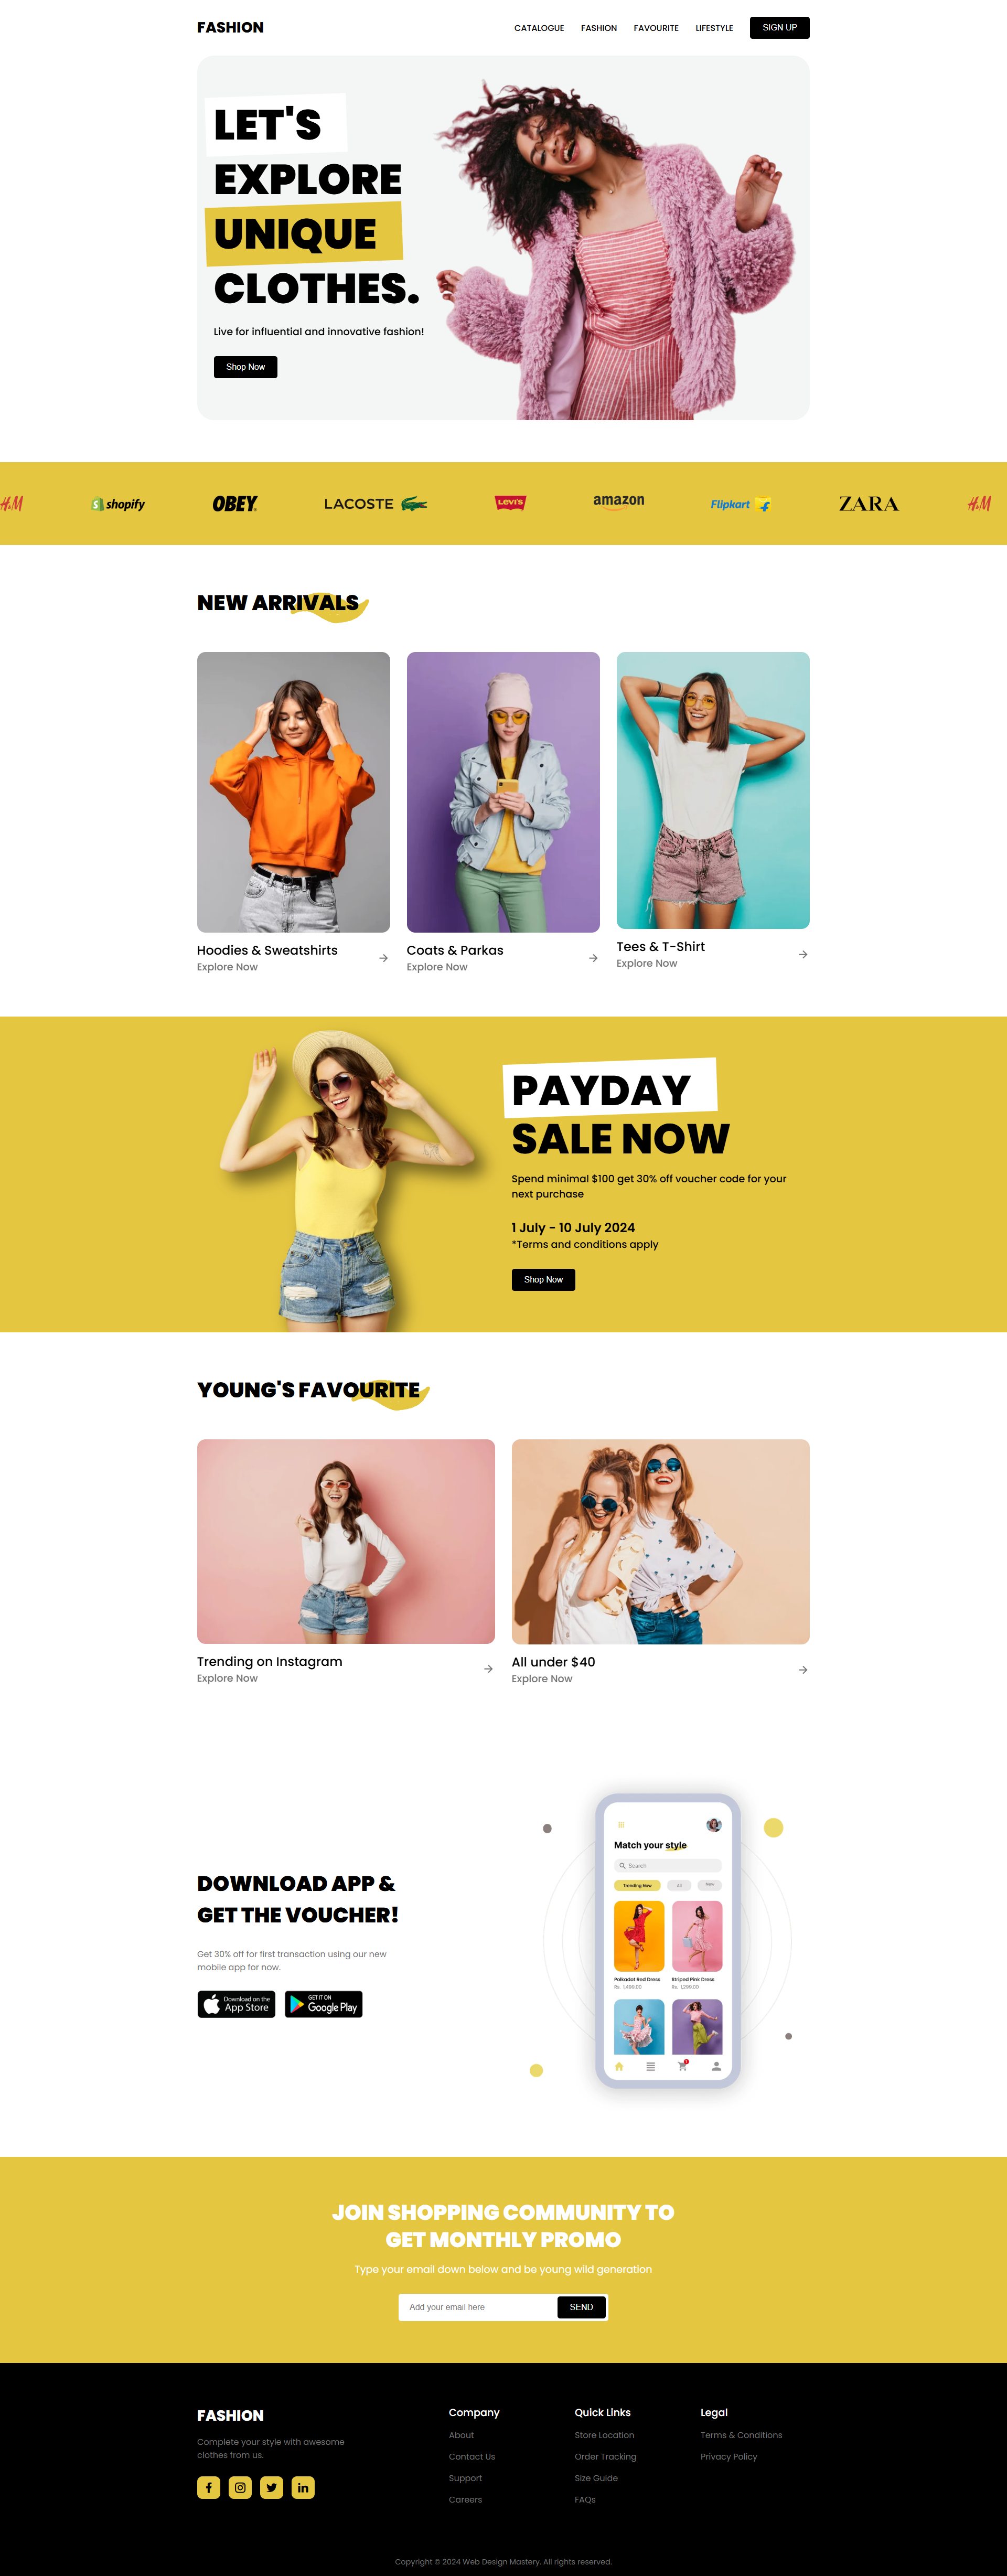 FASHION
CATALOGUE
FASHION
FAVOURITE
LIFESTYLE
SIGN UP
LET'S
EXPLORE
UNIQUE
CLOTHES.
Live for influential and innovative fashion!
Shop Now
H&M
shopify
OBEY
LACOSTE
LEVI'S
amazon
Flipkart
ZARA
H&M
NEW ARRIVALS
Hoodies & Sweatshirts
Explore Now
Coats & Parkas
Explore Now
Tees & T-Shirt
Explore Now
PAYDAY
SALE NOW
Spend minimal $100 get 30% off voucher code for your
next purchase
1 July - 10 July 2024
*Terms and conditions apply
Shop Now
YOUNG'S FAVOURITE
Trending on Instagram
Explore Now
All under $40
Explore Now
DOWNLOAD APP &
GET THE VOUCHER!
Get 30% off for first transaction using our new
mobile app for now.
Download on the
App Store
GET IT ON
Google Play
Match your style
Search
Trending Now
All
New
Polkadot Red Dress
Rs. 1,499.00
Striped Pink Dress
Rs. 1,299.00
JOIN SHOPPING COMMUNITY TO
GET MONTHLY PROMO
Type your email down below and be young wild generation
Add your email here
SEND
FASHION
Complete your style with awesome
clothes from us.
Company
About
Contact Us
Support
Careers
Quick Links
Store Location
Order Tracking
Size Guide
FAQs
Legal
Terms & Conditions
Privacy Policy
Copyright © 2024 Web Design Mastery. All rights reserved.